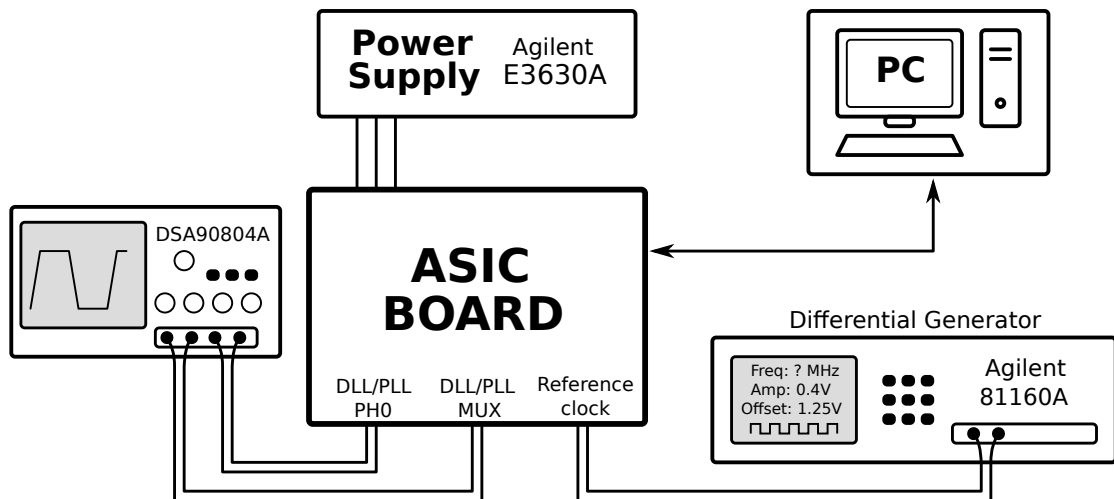 Power
Supply
Agilent
E3630A
PC
DSA90804A
ASIC
BOARD
DLL/PLL
PH0
DLL/PLL
MUX
Reference
clock
Differential Generator
Freq: ? MHz
Amp: 0.4V
Offset: 1.25V
Agilent
81160A